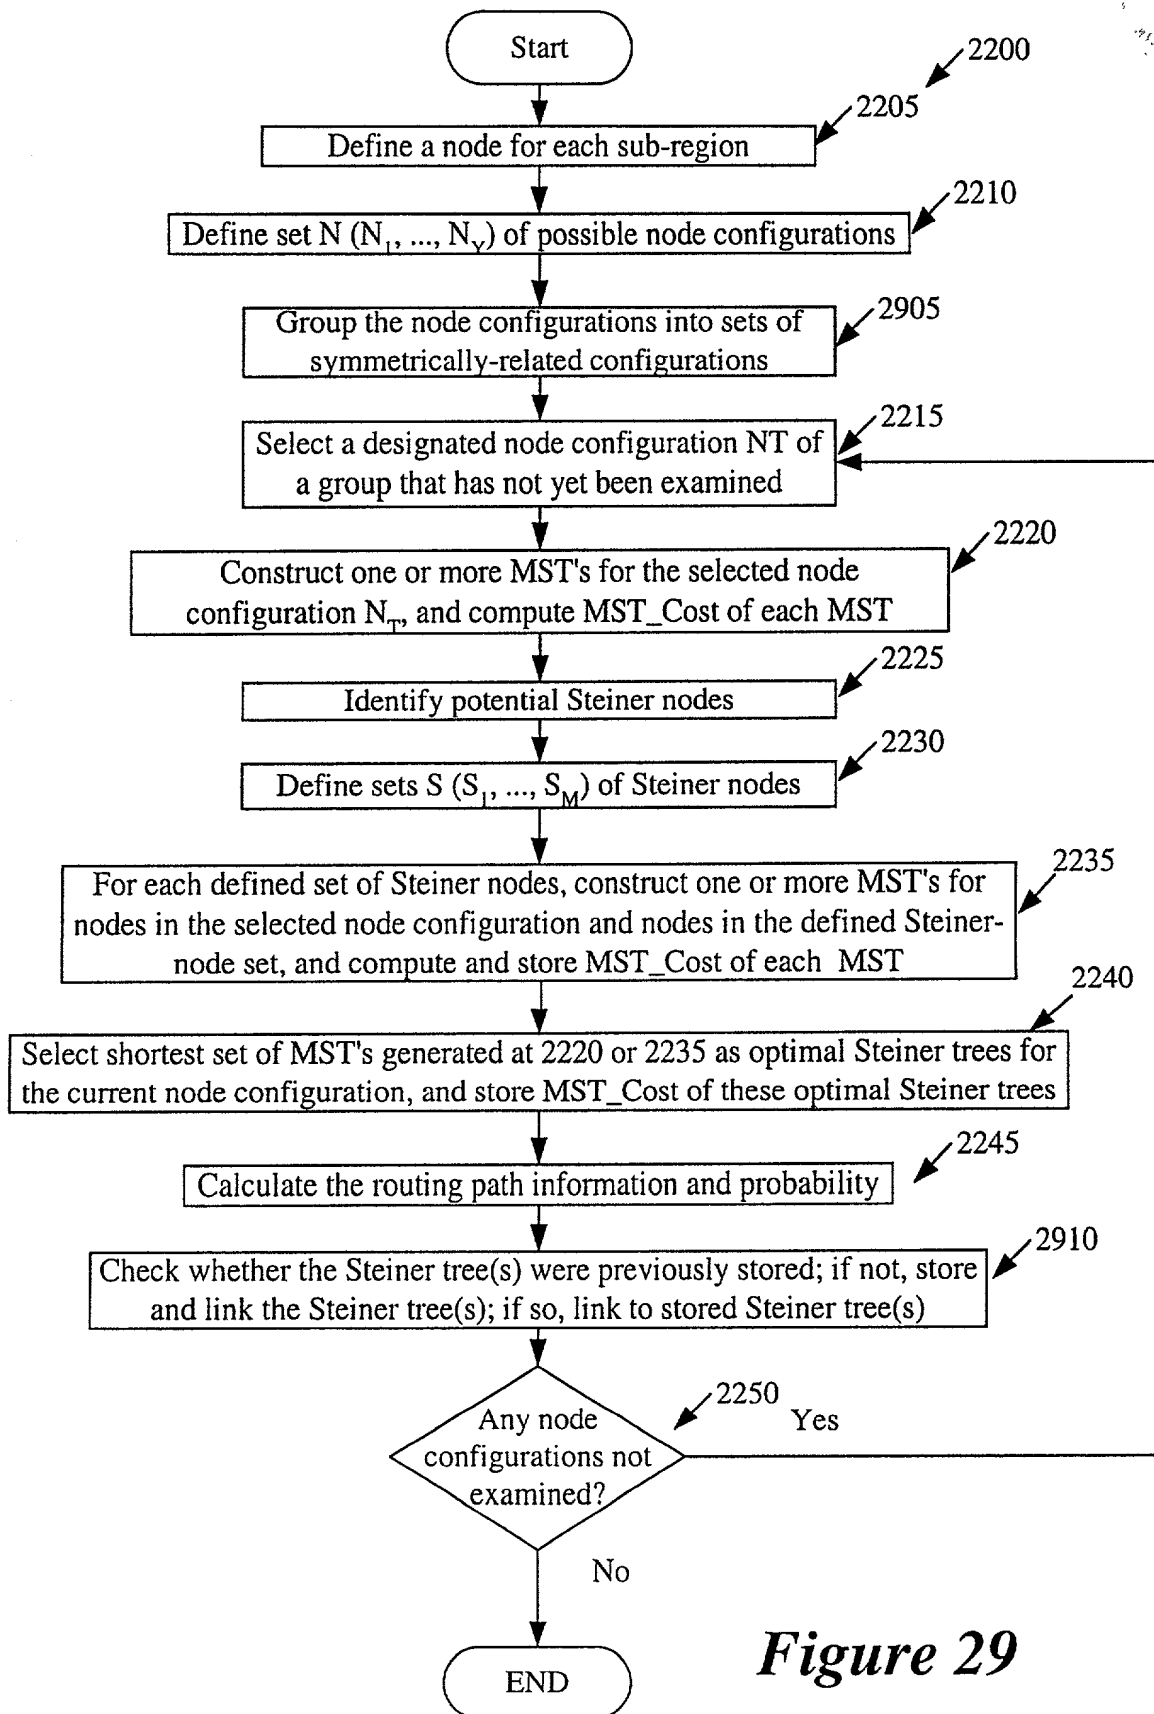 Start
2200
2205
Define a node for each sub-region
2210
Define set N (N1, ..., NY) of possible node configurations
2905
Group the node configurations into sets of
symmetrically-related configurations
2215
Select a designated node configuration NT of
a group that has not yet been examined
2220
Construct one or more MST's for the selected node
configuration NT, and compute MST_Cost of each MST
2225
Identify potential Steiner nodes
2230
Define sets S (S1, ..., SM) of Steiner nodes
2235
For each defined set of Steiner nodes, construct one or more MST's for
nodes in the selected node configuration and nodes in the defined Steiner-
node set, and compute and store MST_Cost of each MST
2240
Select shortest set of MST's generated at 2220 or 2235 as optimal Steiner trees for
the current node configuration, and store MST_Cost of these optimal Steiner trees
2245
Calculate the routing path information and probability
2910
Check whether the Steiner tree(s) were previously stored; if not, store
and link the Steiner tree(s); if so, link to stored Steiner tree(s)
2250
Yes
Any node
configurations not
examined?
No
END
Figure 29